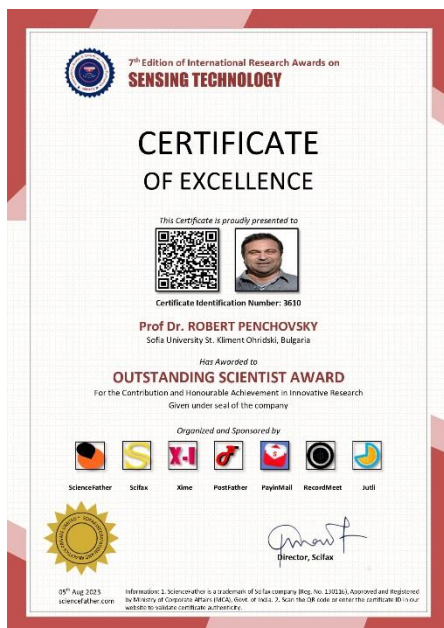 7th Edition of International Research Awards on
SENSING TECHNOLOGY
CERTIFICATE
OF EXCELLENCE
This Certificate is proudly presented to
Certificate Identification Number: 3610
Prof Dr. ROBERT PENCHOVSKY
Sofia University St. Kliment Ohridski, Bulgaria
Has Awarded to
OUTSTANDING SCIENTIST AWARD
For the Contribution and Honourable Achievement in Innovative Research
Given under seal of the company
Organized and Sponsored by
X-I
ScienceFather Scifax Xime PostFather PayinMail RecordMeet Jutli
Director, Scifax
05th Aug 2023
sciencefather.com
Information: 1. ScienceFather is a trademark of Scifax company (Reg. No. 130116), Approved and Registered
by Ministry of Corporate Affairs (MCA), Govt. of India. 2. Scan the QR code or enter the certificate ID in our
website to validate certificate authenticity.